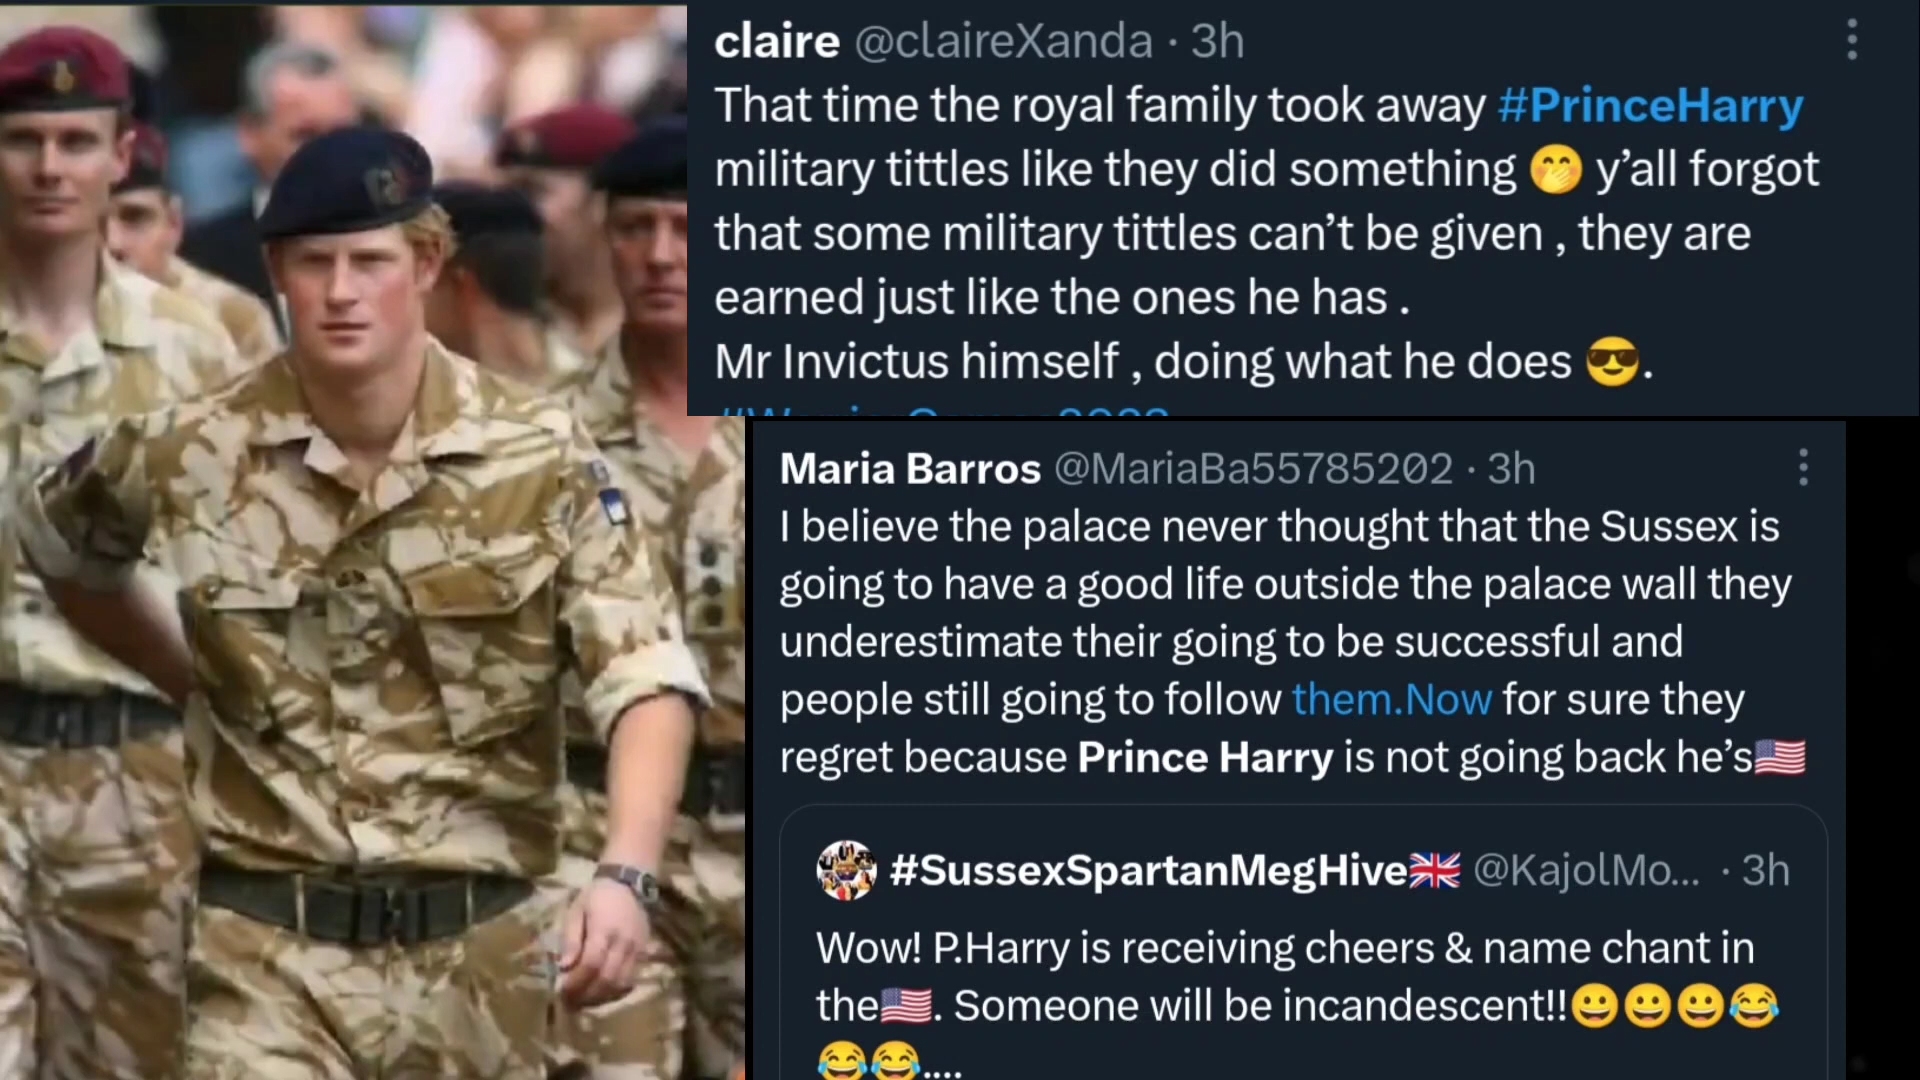 claire @claireXanda · 3h
That time the royal family took away #PrinceHarry
military tittles like they did something 🤭 y’all forgot
that some military tittles can’t be given , they are
earned just like the ones he has .
Mr Invictus himself , doing what he does 😎.
Maria Barros @MariaBa55785202 · 3h
I believe the palace never thought that the Sussex is
going to have a good life outside the palace wall they
underestimate their going to be successful and
people still going to follow them.Now for sure they
regret because Prince Harry is not going back he’s🇺🇸
#SussexSpartanMegHive🇬🇧 @KajolMo... · 3h
Wow! P.Harry is receiving cheers & name chant in
the🇺🇸. Someone will be incandescent!!😀😀😀😂
😂😂....